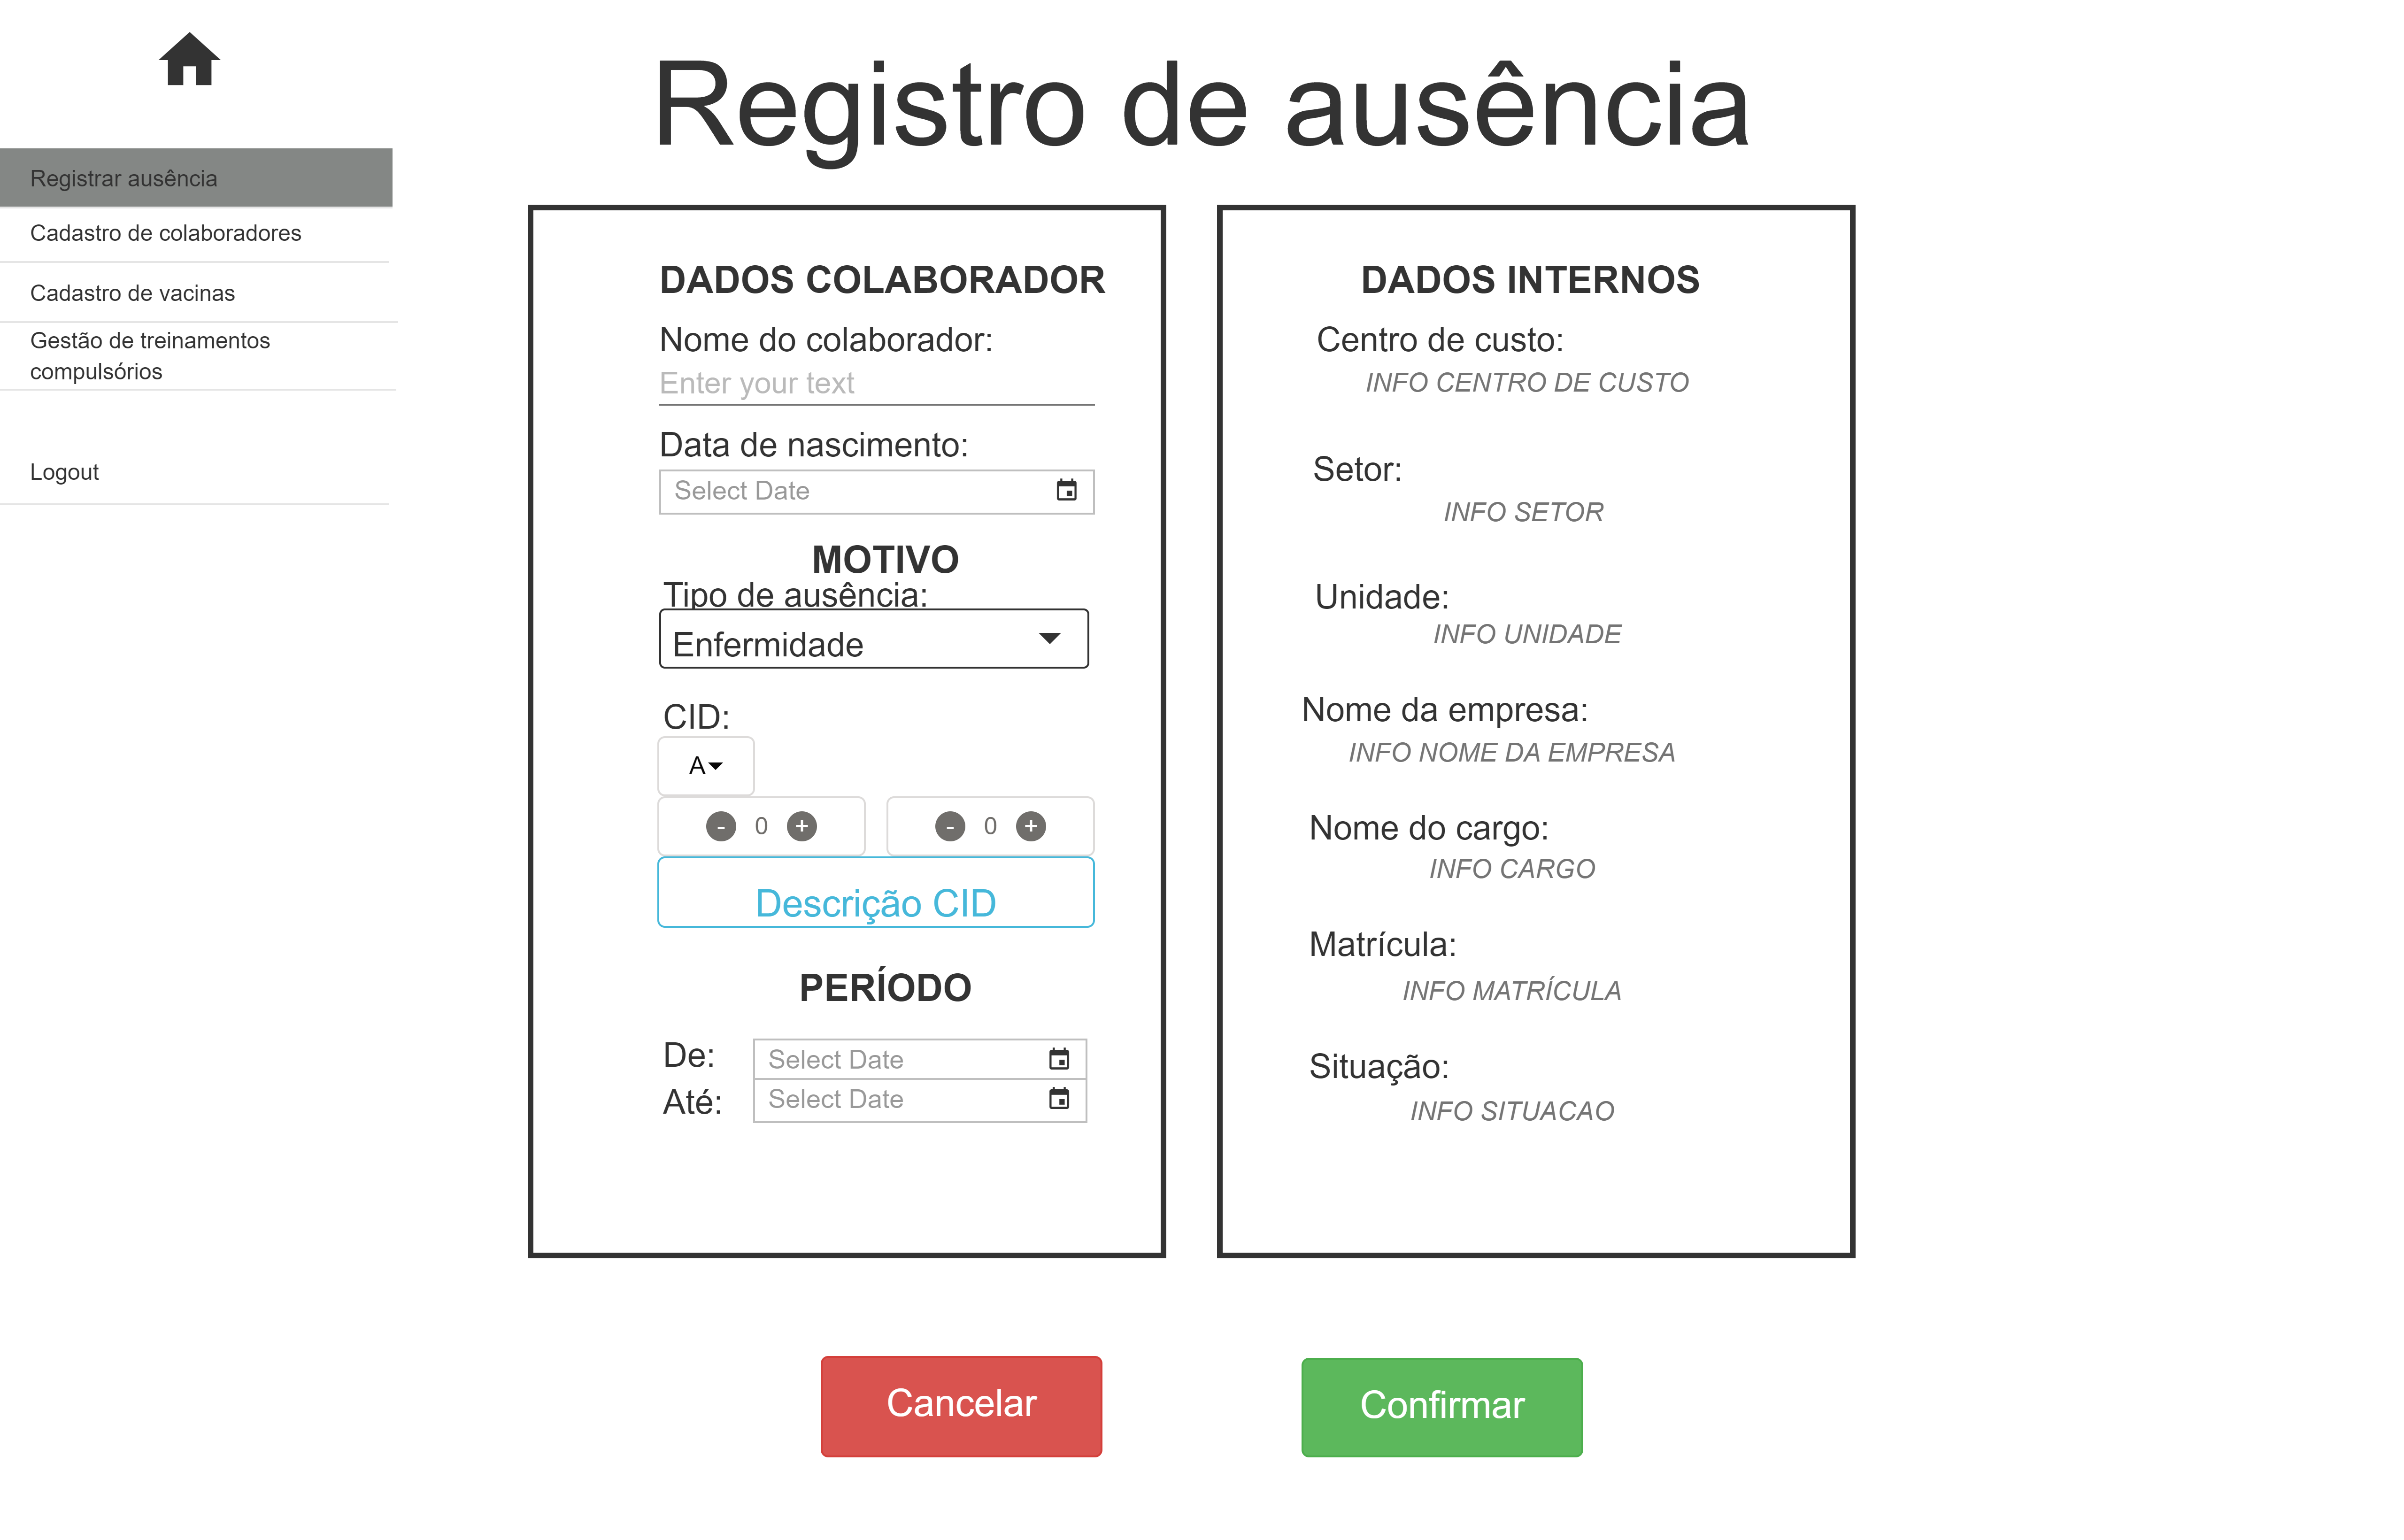 Registro de ausência
Registrar ausência
Cadastro de colaboradores
Cadastro de vacinas
Gestão de treinamentos
compulsórios
Logout
DADOS COLABORADOR
Nome do colaborador:
Enter your text
Data de nascimento:
Select Date
MOTIVO
Tipo de ausência:
Enfermidade
CID:
A
- 0 +
- 0 +
Descrição CID
PERÍODO
De:
Select Date
Até:
Select Date
DADOS INTERNOS
Centro de custo:
INFO CENTRO DE CUSTO
Setor:
INFO SETOR
Unidade:
INFO UNIDADE
Nome da empresa:
INFO NOME DA EMPRESA
Nome do cargo:
INFO CARGO
Matrícula:
INFO MATRÍCULA
Situação:
INFO SITUACAO
Cancelar
Confirmar